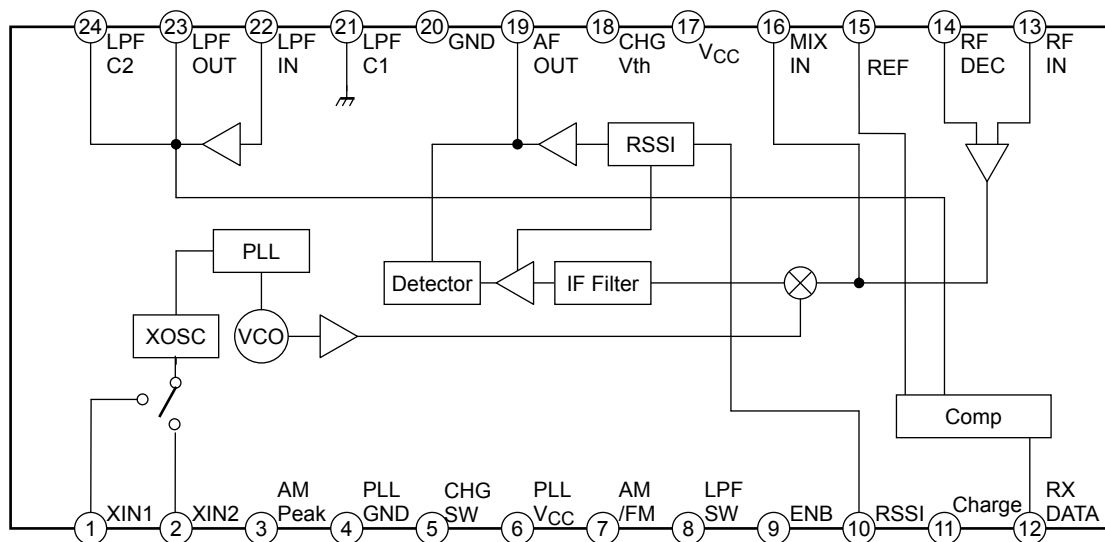 24 23 22 21 20 19 18 17 16 15 14 13
LPF C2
LPF OUT
LPF IN
LPF C1
GND
AF OUT
CHG Vth
VCC
MIX IN
REF
RF DEC
RF IN
RSSI
PLL
Detector
IF Filter
XOSC
VCO
Comp
XIN1
XIN2
AM Peak
PLL GND
CHG SW
PLL VCC
AM /FM
LPF SW
ENB
RSSI
Charge
RX DATA
1 2 3 4 5 6 7 8 9 10 11 12